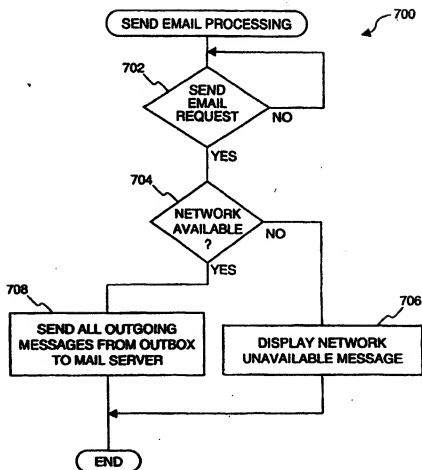 SEND EMAIL PROCESSING
700
702
SEND
EMAIL
REQUEST
NO
YES
704
NETWORK
AVAILABLE
?
NO
YES
708
706
SEND ALL OUTGOING
MESSAGES FROM OUTBOX
TO MAIL SERVER
DISPLAY NETWORK
UNAVAILABLE MESSAGE
END